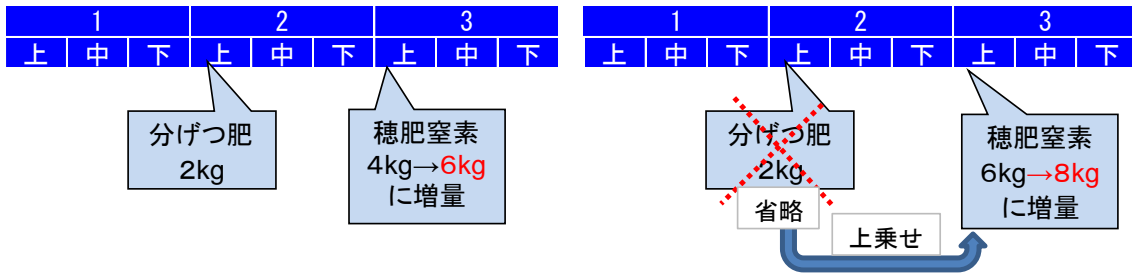 1 2 3
上 中 下 上 中 下 上 中 下
分げつ肥
2kg
穂肥窒素
4kg→6kg
に増量
1 2 3
上 中 下 上 中 下 上 中 下
分げつ肥
2kg
省略
上乗せ
穂肥窒素
6kg→8kg
に増量